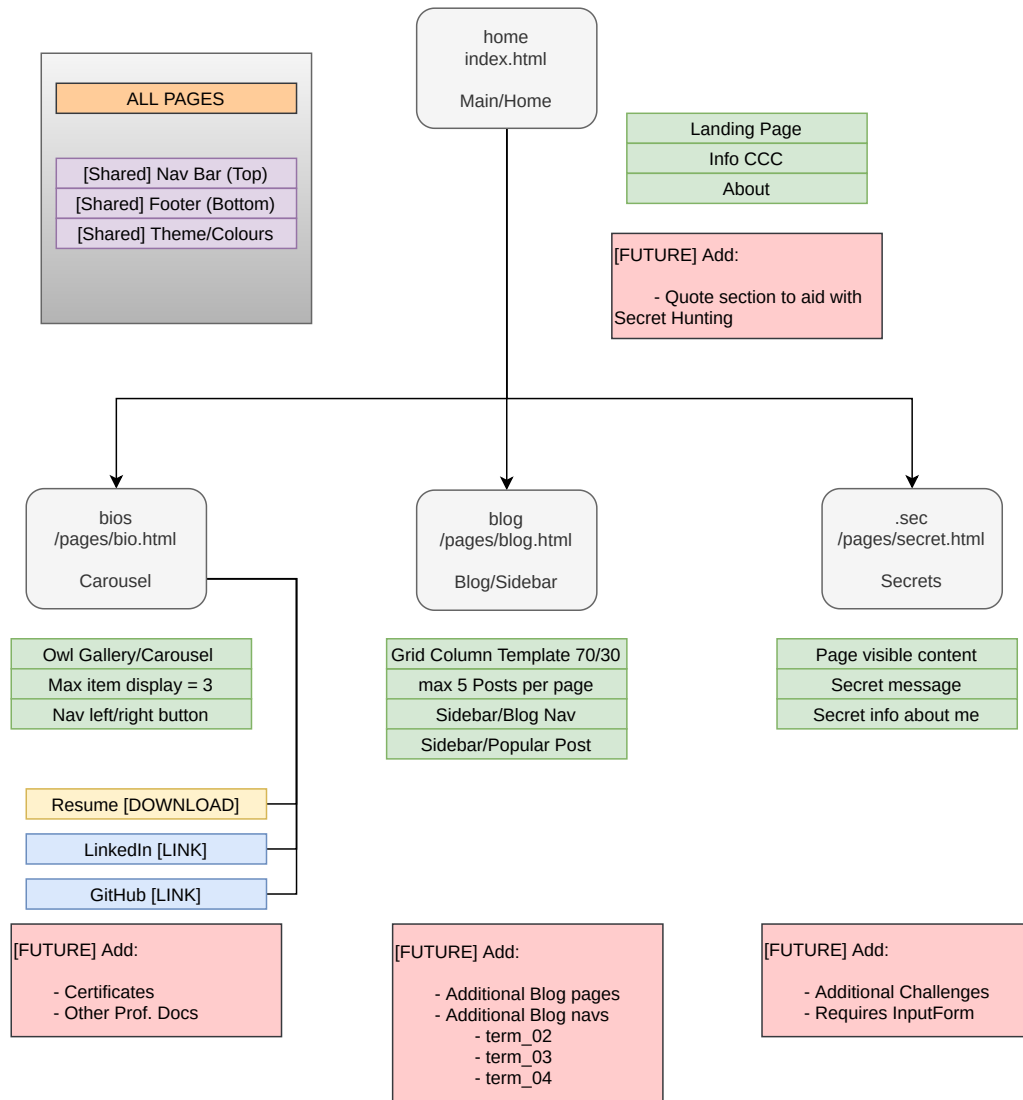 home
index.html
Main/Home
ALL PAGES
[Shared] Nav Bar (Top)
[Shared] Footer (Bottom)
[Shared] Theme/Colours
Landing Page
Info CCC
About
[FUTURE] Add:
- Quote section to aid with
Secret Hunting
bios
/pages/bio.html
Carousel
blog
/pages/blog.html
Blog/Sidebar
.sec
/pages/secret.html
Secrets
Owl Gallery/Carousel
Max item display = 3
Nav left/right button
Grid Column Template 70/30
max 5 Posts per page
Sidebar/Blog Nav
Sidebar/Popular Post
Page visible content
Secret message
Secret info about me
Resume [DOWNLOAD]
LinkedIn [LINK]
GitHub [LINK]
[FUTURE] Add:
- Certificates
- Other Prof. Docs
[FUTURE] Add:
- Additional Blog pages
- Additional Blog navs
- term_02
- term_03
- term_04
[FUTURE] Add:
- Additional Challenges
- Requires InputForm